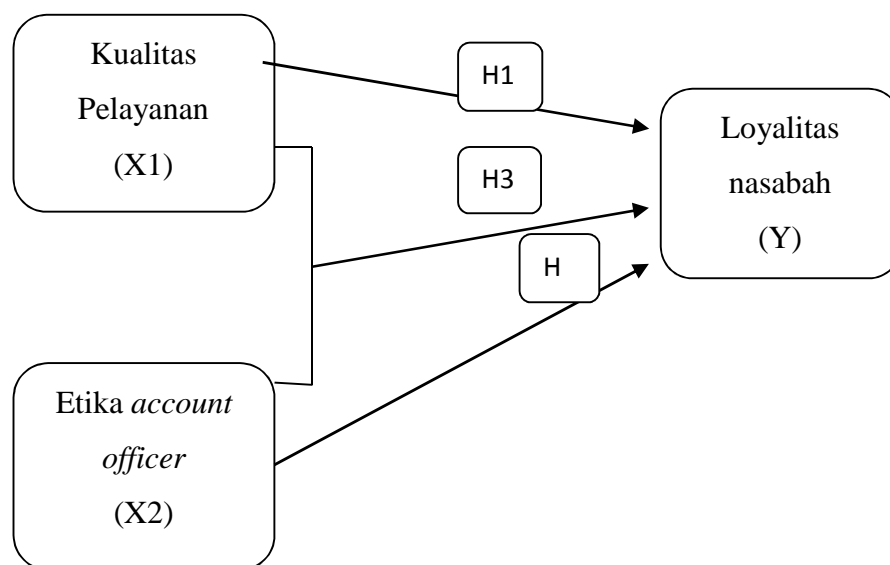 Kualitas
Pelayanan
(X1)
H1
H3
H
Loyalitas
nasabah
(Y)
Etika account
officer
(X2)